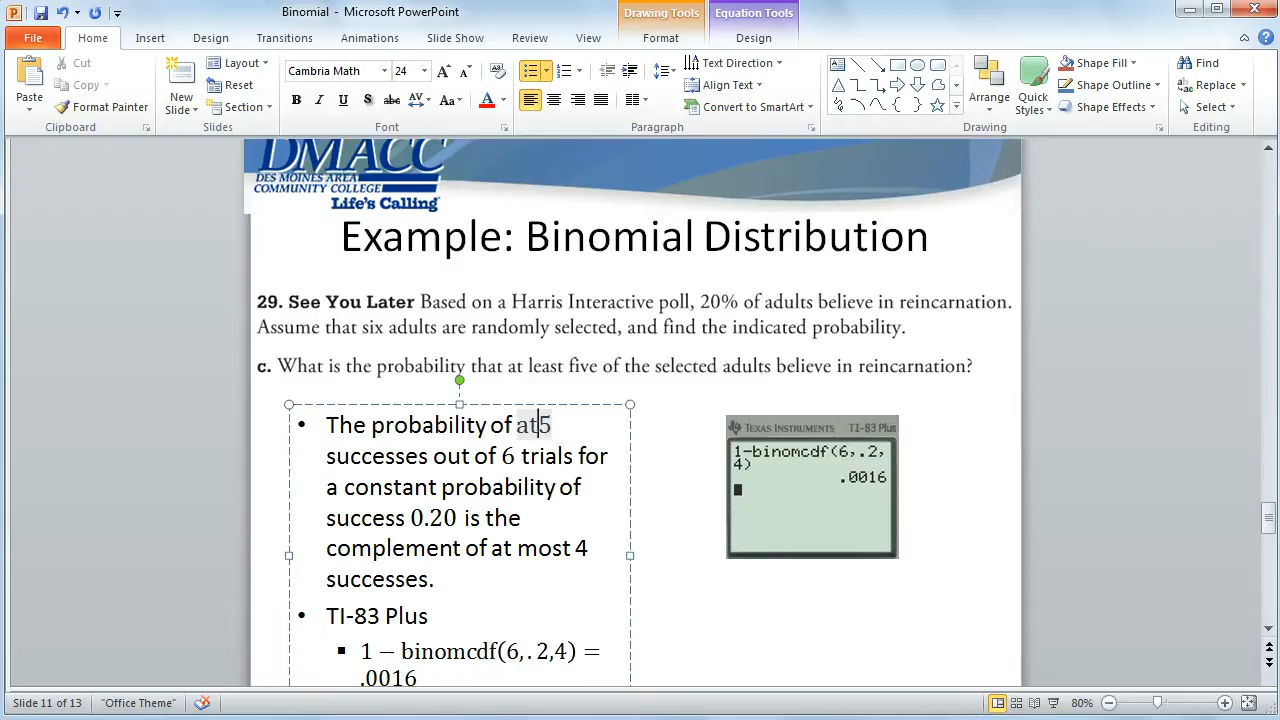 Binomial - Microsoft PowerPoint
Drawing Tools
Equation Tools
File
Home
Insert
Design
Transitions
Animations
Slide Show
Review
View
Format
Design
Paste
Cut
Copy
Format Painter
Clipboard
New Slide
Layout
Reset
Section
Slides
Cambria Math
24
B I U S abc AV Aa A
Font
Text Direction
Align Text
Convert to SmartArt
Paragraph
Arrange
Quick Styles
Shape Fill
Shape Outline
Shape Effects
Drawing
Find
Replace
Select
Editing
DMACC
DES MOINES AREA
COMMUNITY COLLEGE
Life's Calling
Example: Binomial Distribution
29. See You Later Based on a Harris Interactive poll, 20% of adults believe in reincarnation.
Assume that six adults are randomly selected, and find the indicated probability.
c. What is the probability that at least five of the selected adults believe in reincarnation?
• The probability of at5
successes out of 6 trials for
a constant probability of
success 0.20 is the
complement of at most 4
successes.
• TI-83 Plus
▪ 1 − binomcdf(6,.2,4) =
.0016
TEXAS INSTRUMENTS TI-83 Plus
1-binomcdf(6,.2,
4)
.0016
Slide 11 of 13
"Office Theme"
80%